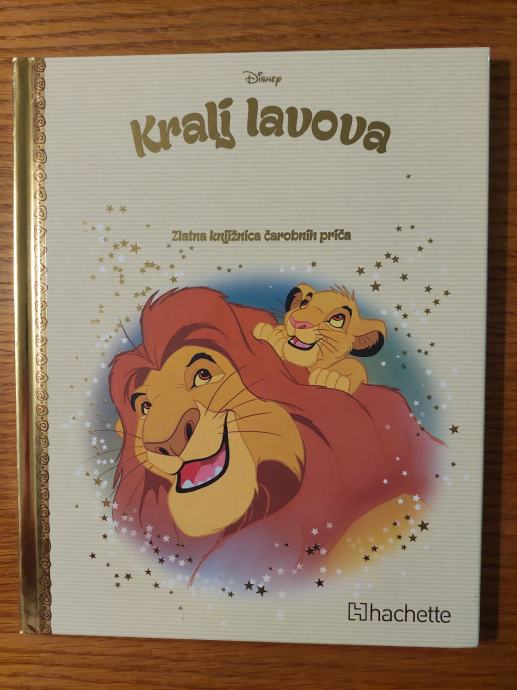 Disney
Kralj lavova
Zlatna knjižnica čarobnih priča
hachette